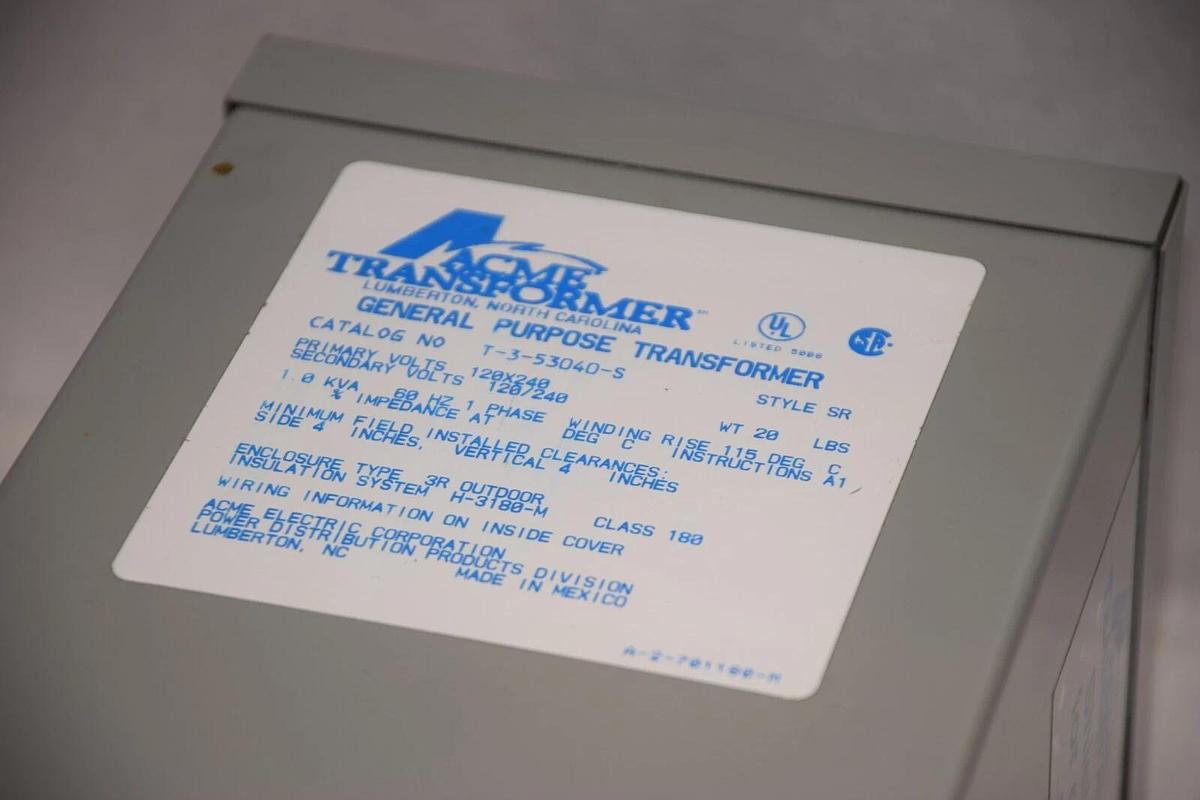 ACME
TRANSFORMER
LUMBERTON, NORTH CAROLINA
GENERAL PURPOSE TRANSFORMER
UL
LISTED
SA
CATALOG NO T-3-53040-S STYLE SR
PRIMARY VOLTS 120X240
SECONDARY VOLTS 120/240 WT 20 LBS
1.0 KVA 60 HZ 1 PHASE WINDING RISE 115 DEG C
% IMPEDANCE AT DEG C INSTRUCTIONS A1
MINIMUM FIELD INSTALLED CLEARANCES:
SIDE 4 INCHES, VERTICAL 4 INCHES
ENCLOSURE TYPE 3R OUTDOOR
INSULATION SYSTEM H-3180-M CLASS 180
WIRING INFORMATION ON INSIDE COVER
ACME ELECTRIC CORPORATION
POWER DISTRIBUTION PRODUCTS DIVISION
LUMBERTON, NC MADE IN MEXICO
A-2-701100-M